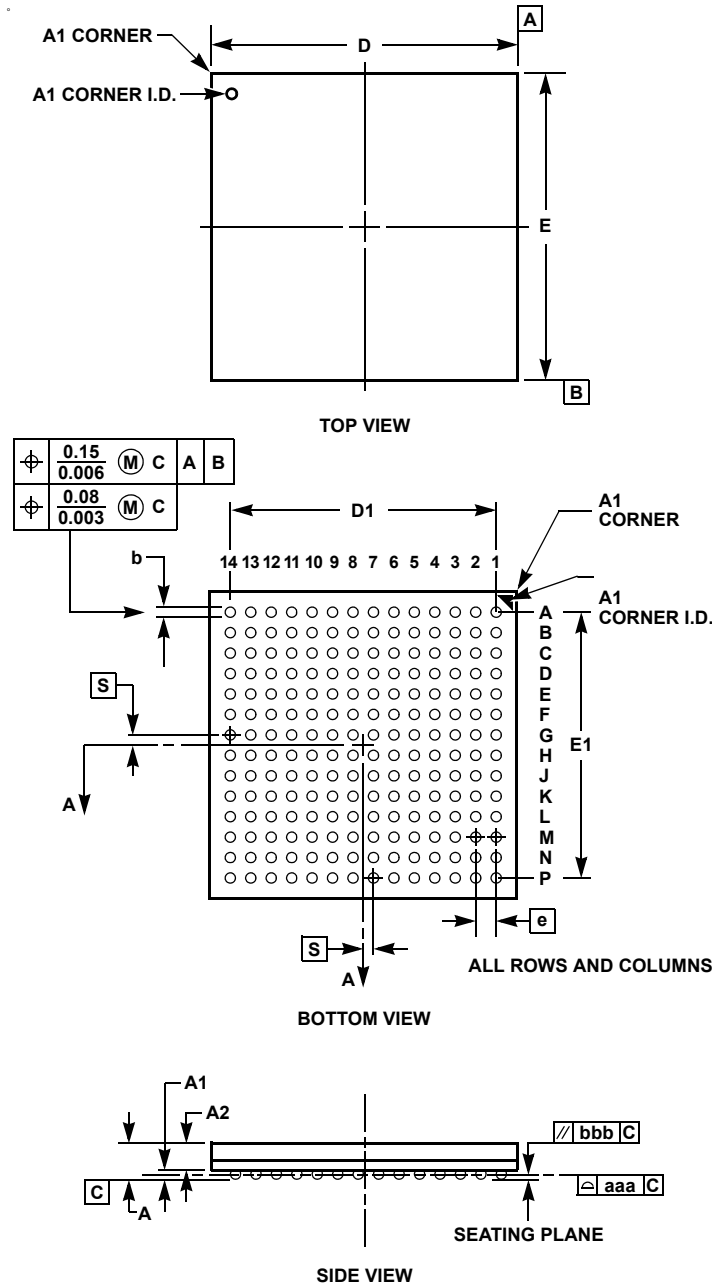 A
A1 CORNER
D
A1 CORNER I.D.
E
B
TOP VIEW
0.15
0.006 Ⓜ C A B
0.08
0.003 Ⓜ C
D1
A1
CORNER
b
14 13 12 11 10 9 8 7 6 5 4 3 2 1
A1
CORNER I.D.
A
B
C
D
E
F
G
H
J
K
L
M
N
P
S
E1
A
e
S
ALL ROWS AND COLUMNS
A
BOTTOM VIEW
A1
A2
// bbb C
C
aaa C
A
SEATING PLANE
SIDE VIEW